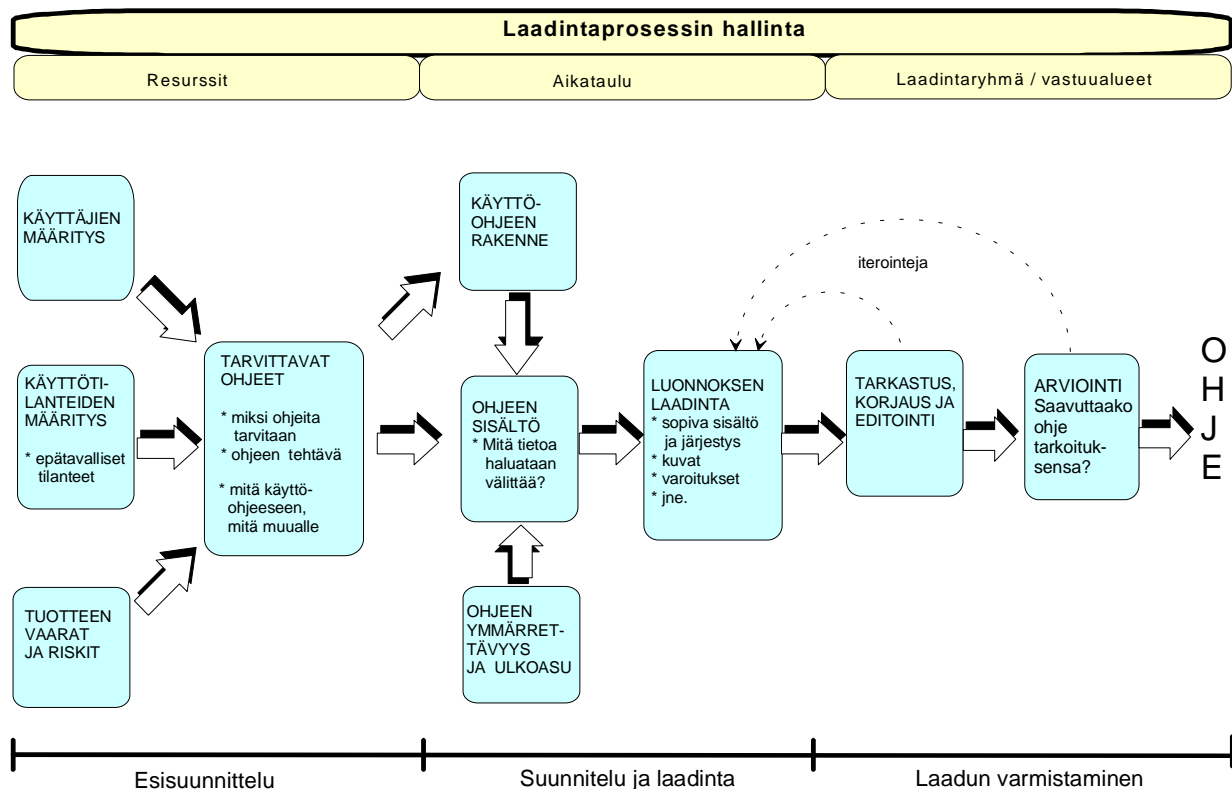 Laadintaprosessin hallinta
Resurssit
Aikataulu
Laadintaryhmä / vastuualueet
KÄYTTÄJIEN
MÄÄRITYS
KÄYTTÖTI-
LANTEIDEN
MÄÄRITYS
* epätavalliset
tilanteet
TUOTTEEN
VAARAT
JA RISKIT
TARVITTAVAT
OHJEET
* miksi ohjeita
tarvitaan
* ohjeen tehtävä
* mitä käyttö-
ohjeeseen,
mitä muualle
KÄYTTÖ-
OHJEEN
RAKENNE
OHJEEN
SISÄLTÖ
* Mitä tietoa
haluataan
välittää?
OHJEEN
YMMÄRRET-
TÄVYYS
JA ULKOASU
LUONNOKSEN
LAADINTA
* sopiva sisältö
ja järjestys
* kuvat
* varoitukset
* jne.
iterointeja
TARKASTUS,
KORJAUS JA
EDITOINTI
ARVIOINTI
Saavuttaako
ohje
tarkoituk-
sensa?
O
H
J
E
Esisuunnittelu
Suunnitelu ja laadinta
Laadun varmistaminen